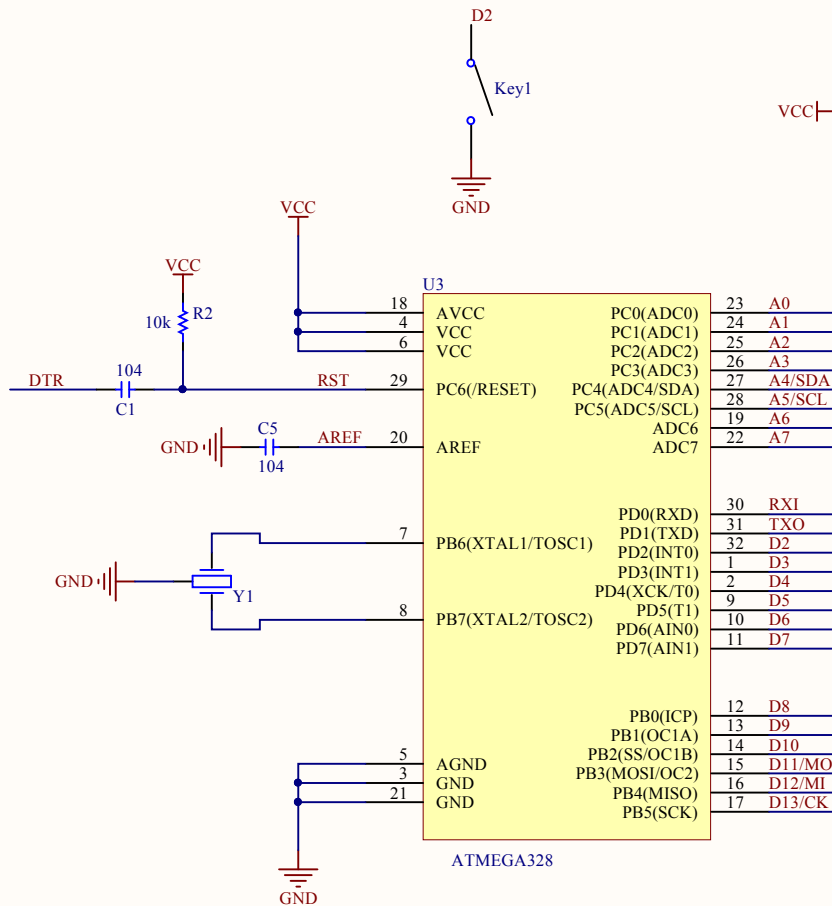 D2
Key1
VCC
GND
VCC
VCC
U3
18 AVCC PC0(ADC0) 23 A0
R2
10k
4 VCC PC1(ADC1) 24 A1
6 VCC PC2(ADC2) 25 A2
PC3(ADC3) 26 A3
DTR 104 RST 29 PC6(/RESET) PC4(ADC4/SDA) 27 A4/SDA
C1
PC5(ADC5/SCL) 28 A5/SCL
C5
ADC6 19 A6
GND AREF 20 AREF ADC7 22 A7
104
PD0(RXD) 30 RXI
PD1(TXD) 31 TXO
7 PB6(XTAL1/TOSC1) PD2(INT0) 32 D2
PD3(INT1) 1 D3
GND
Y1
PD4(XCK/T0) 2 D4
PD5(T1) 9 D5
8 PB7(XTAL2/TOSC2) PD6(AIN0) 10 D6
PD7(AIN1) 11 D7
PB0(ICP) 12 D8
PB1(OC1A) 13 D9
PB2(SS/OC1B) 14 D10
5 AGND PB3(MOSI/OC2) 15 D11/MO
3 GND PB4(MISO) 16 D12/MI
21 GND PB5(SCK) 17 D13/CK
ATMEGA328
GND